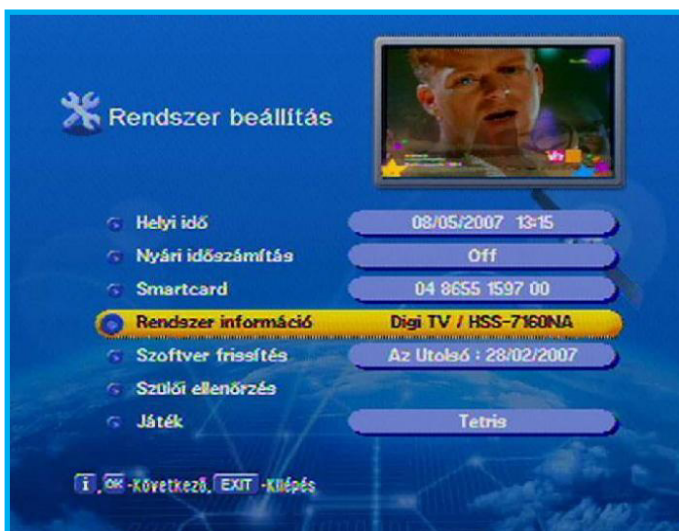 Rendszer beállítás
Helyi idő 08/05/2007 13:15
Nyári időszámítás Off
Smartcard 04 8655 1597 00
Rendszer információ Digi TV / HSS-7160NA
Szoftver frissítés Az Utolsó : 28/02/2007
Szülői ellenőrzés
Játék Tetris
i , OK -Következő, EXIT -Kilépés